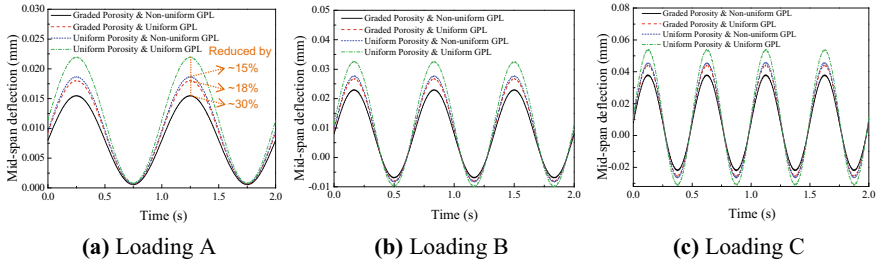 Graded Porosity & Non-uniform GPL
Graded Porosity & Uniform GPL
Uniform Porosity & Non-uniform GPL
Uniform Porosity & Uniform GPL
Reduced by
~15%
~18%
~30%
Mid-span deflection (mm)
0.030
0.025
0.020
0.015
0.010
0.005
0.000
0.0 0.5 1.0 1.5 2.0
Time (s)
(a) Loading A
Graded Porosity & Non-uniform GPL
Graded Porosity & Uniform GPL
Uniform Porosity & Non-uniform GPL
Uniform Porosity & Uniform GPL
Mid-span deflection (mm)
0.05
0.04
0.03
0.02
0.01
0.00
-0.01
0.0 0.5 1.0 1.5 2.0
Time (s)
(b) Loading B
Graded Porosity & Non-uniform GPL
Graded Porosity & Uniform GPL
Uniform Porosity & Non-uniform GPL
Uniform Porosity & Uniform GPL
Mid-span deflection (mm)
0.08
0.06
0.04
0.02
0.00
-0.02
0.0 0.5 1.0 1.5 2.0
Time (s)
(c) Loading C